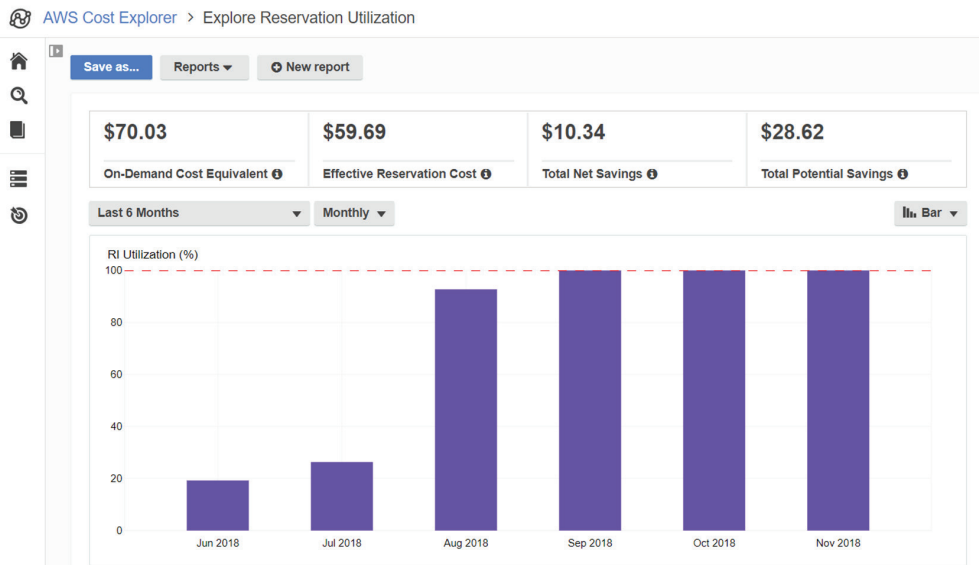 AWS Cost Explorer > Explore Reservation Utilization
Save as... Reports New report
$70.03 $59.69 $10.34 $28.62
On-Demand Cost Equivalent Effective Reservation Cost Total Net Savings Total Potential Savings
Last 6 Months Monthly Bar
RI Utilization (%)
100
80
60
40
20
0
Jun 2018 Jul 2018 Aug 2018 Sep 2018 Oct 2018 Nov 2018